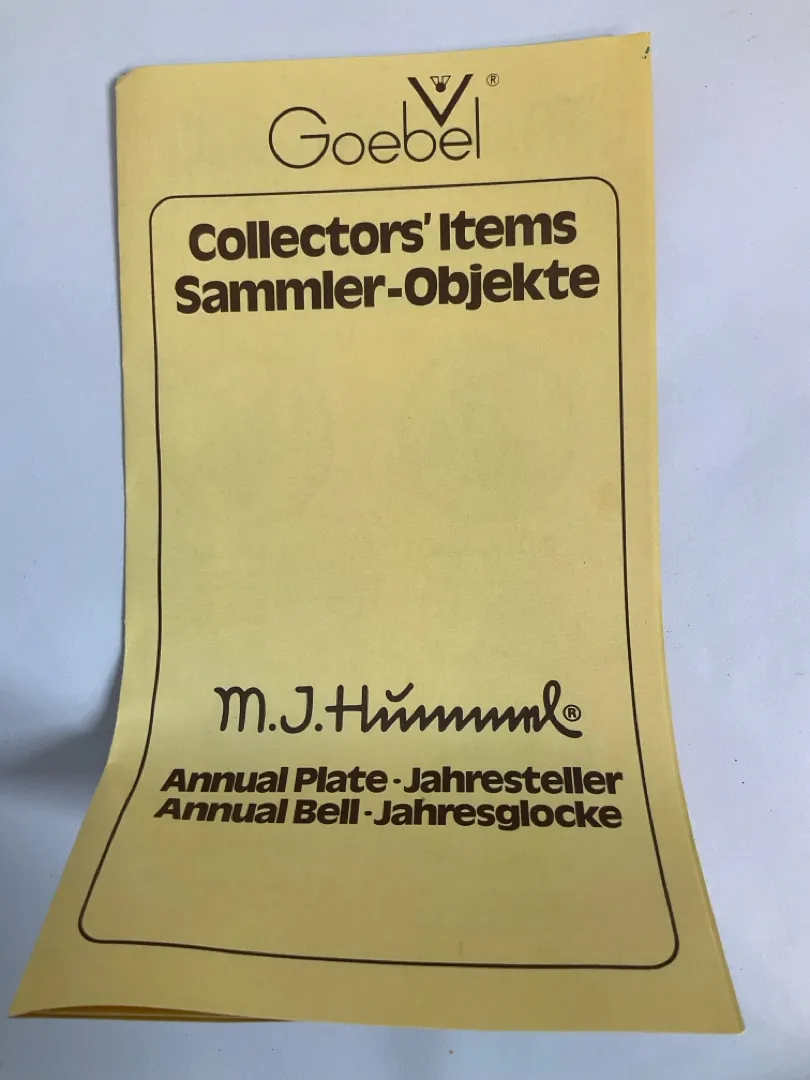 Goebel ®
Collectors' Items
Sammler-Objekte
M.J. Hummel ®
Annual Plate · Jahresteller
Annual Bell · Jahresglocke